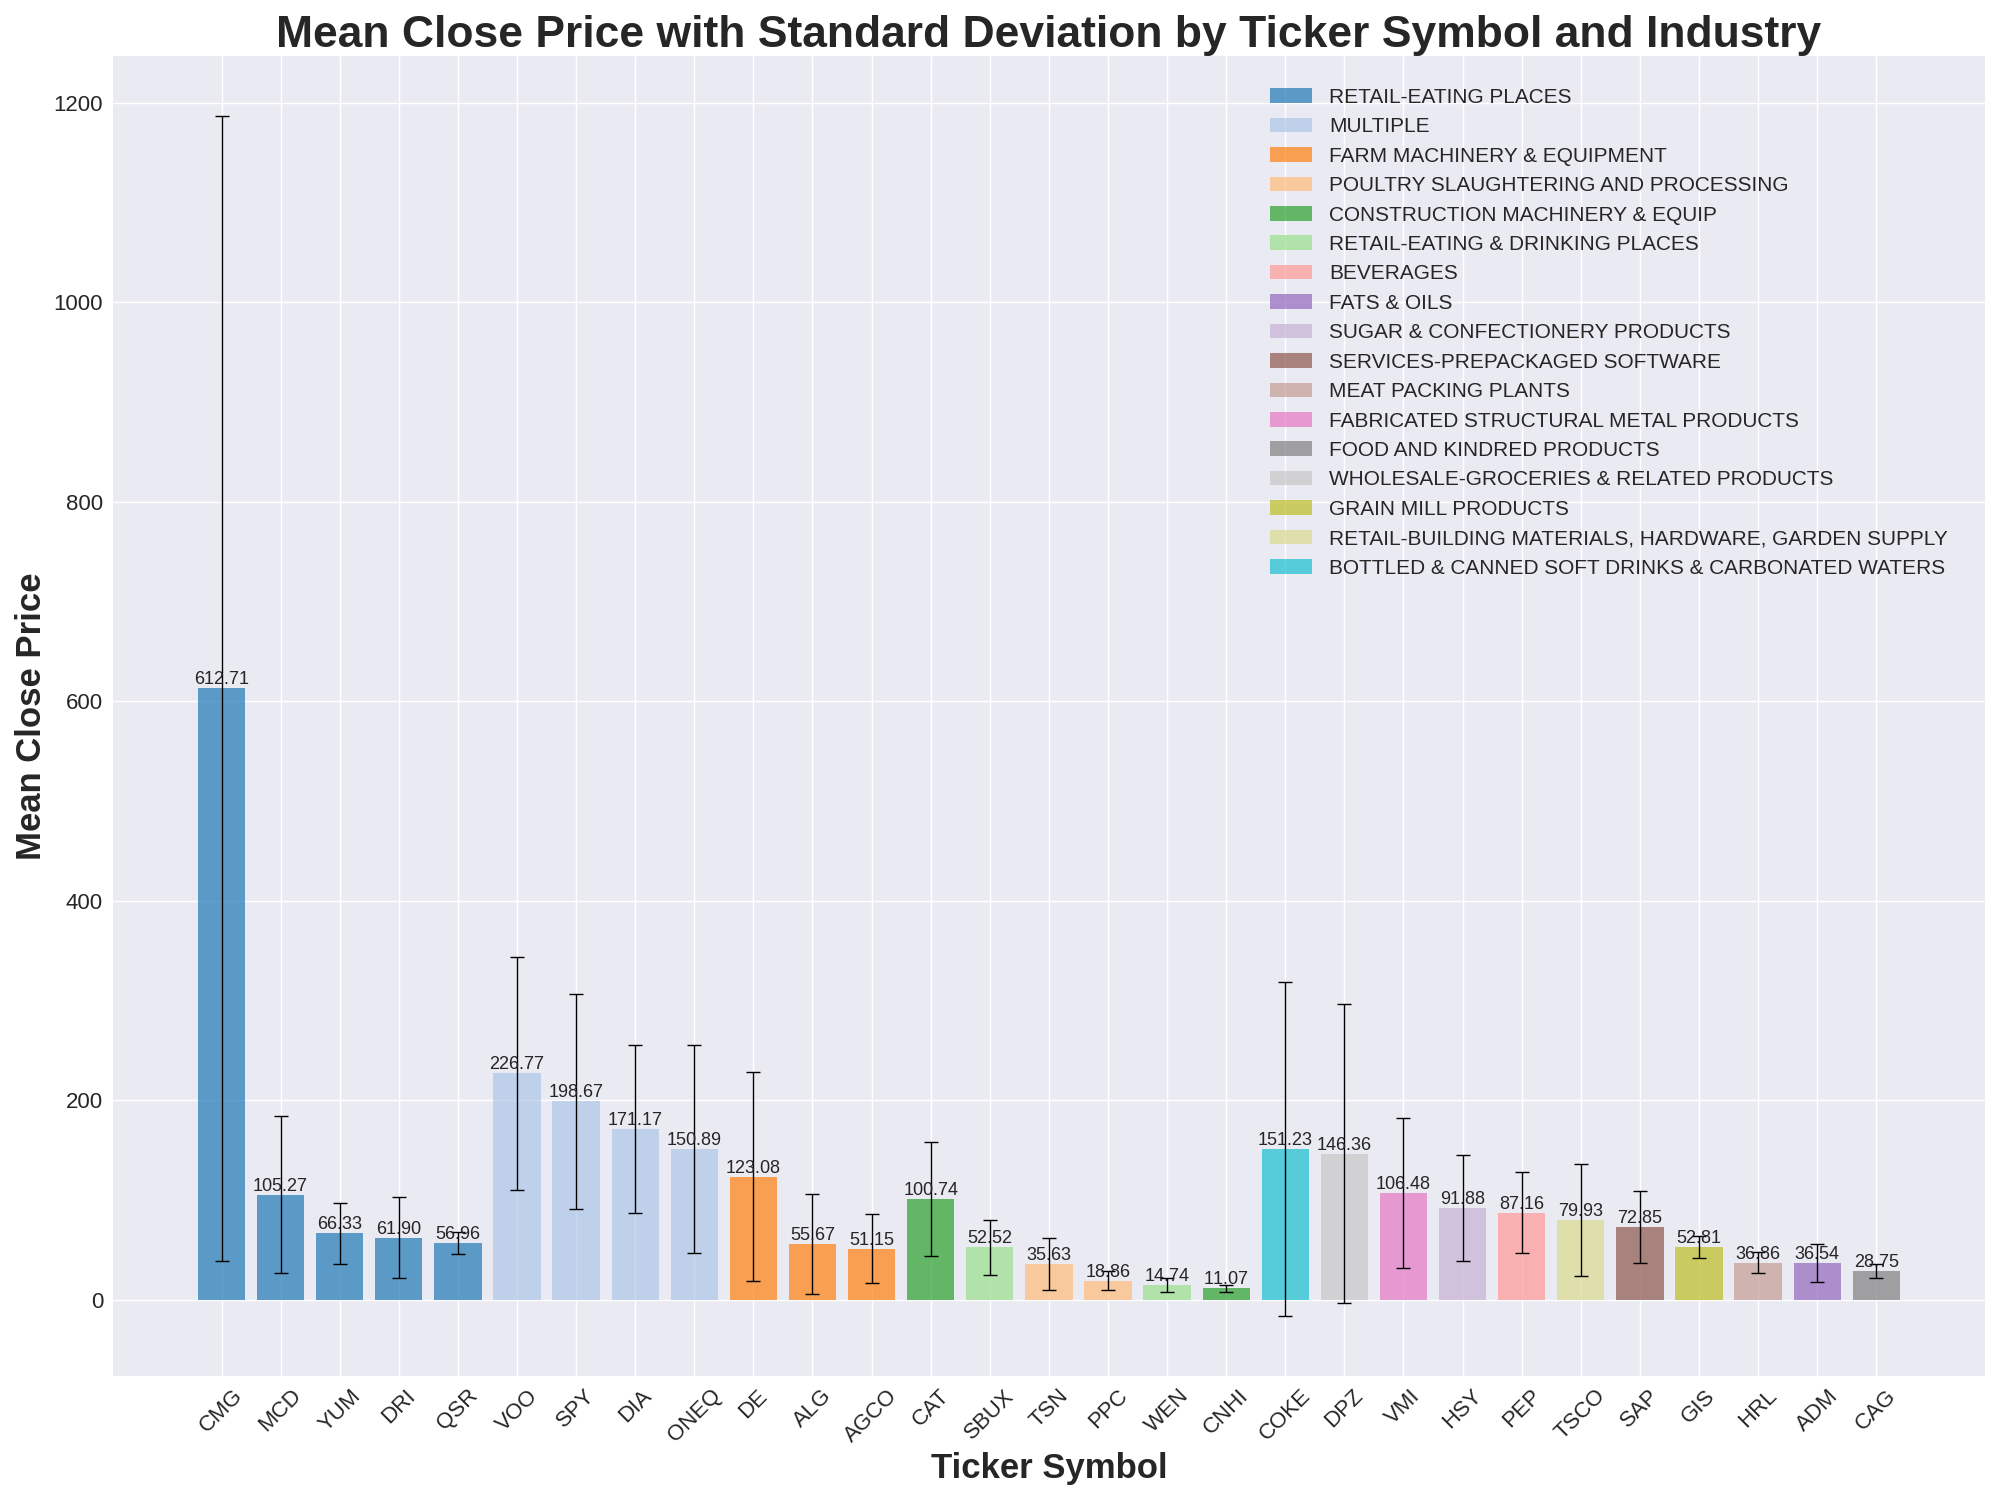 Mean Close Price with Standard Deviation by Ticker Symbol and Industry
1200
1000
800
600
400
200
0
Mean Close Price
RETAIL-EATING PLACES
MULTIPLE
FARM MACHINERY & EQUIPMENT
POULTRY SLAUGHTERING AND PROCESSING
CONSTRUCTION MACHINERY & EQUIP
RETAIL-EATING & DRINKING PLACES
BEVERAGES
FATS & OILS
SUGAR & CONFECTIONERY PRODUCTS
SERVICES-PREPACKAGED SOFTWARE
MEAT PACKING PLANTS
FABRICATED STRUCTURAL METAL PRODUCTS
FOOD AND KINDRED PRODUCTS
WHOLESALE-GROCERIES & RELATED PRODUCTS
GRAIN MILL PRODUCTS
RETAIL-BUILDING MATERIALS, HARDWARE, GARDEN SUPPLY
BOTTLED & CANNED SOFT DRINKS & CARBONATED WATERS
612.71
105.27
66.33
61.90
56.96
226.77
198.67
171.17
150.89
123.08
55.67
51.15
100.74
52.52
35.63
18.86
14.74
11.07
151.23
146.36
106.48
91.88
87.16
79.93
72.85
52.81
36.86
36.54
28.75
CMG
MCD
YUM
DRI
QSR
VOO
SPY
DIA
ONEQ
DE
ALG
AGCO
CAT
SBUX
TSN
PPC
WEN
CNHI
COKE
DPZ
VMI
HSY
PEP
TSCO
SAP
GIS
HRL
ADM
CAG
Ticker Symbol